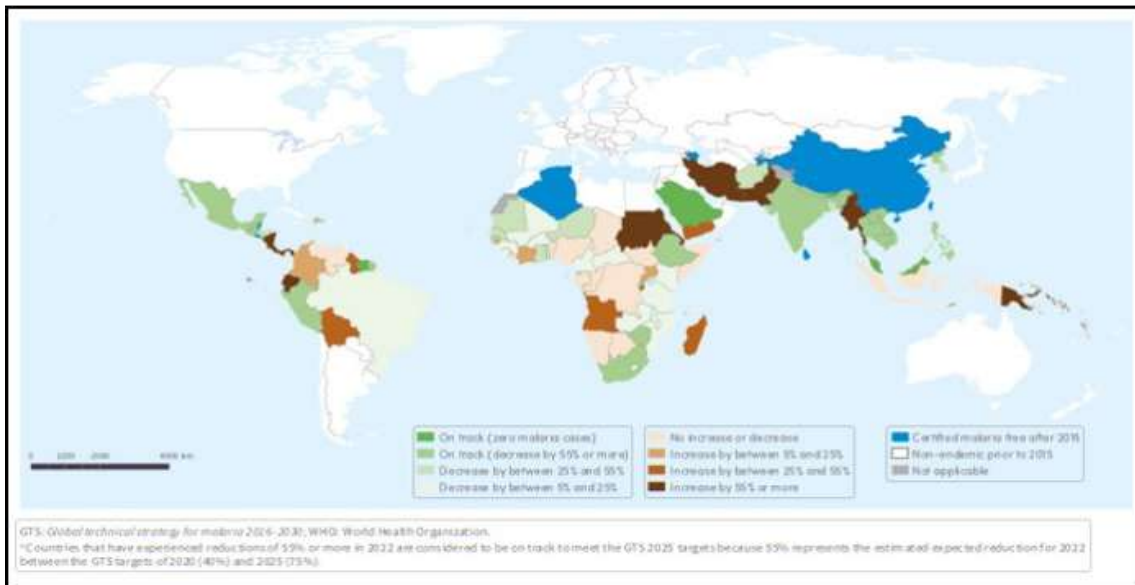 On track (zero malaria cases)
On track (decrease by 55% or more)
Decrease by between 25% and 55%
Decrease by between 5% and 25%
No increase or decrease
Increase by between 5% and 25%
Increase by between 25% and 55%
Increase by 55% or more
Certified malaria free after 2015
Non-endemic prior to 2015
Not applicable
0
GTS: Global technical strategy for malaria 2016–2030; WHO: World Health Organization.
*Countries that have experienced reductions of 55% or more in 2022 are considered to be on track to meet the GTS 2025 targets because 55% represents the estimated expected reduction for 2022
between the GTS targets of 2020 (40%) and 2025 (75%).